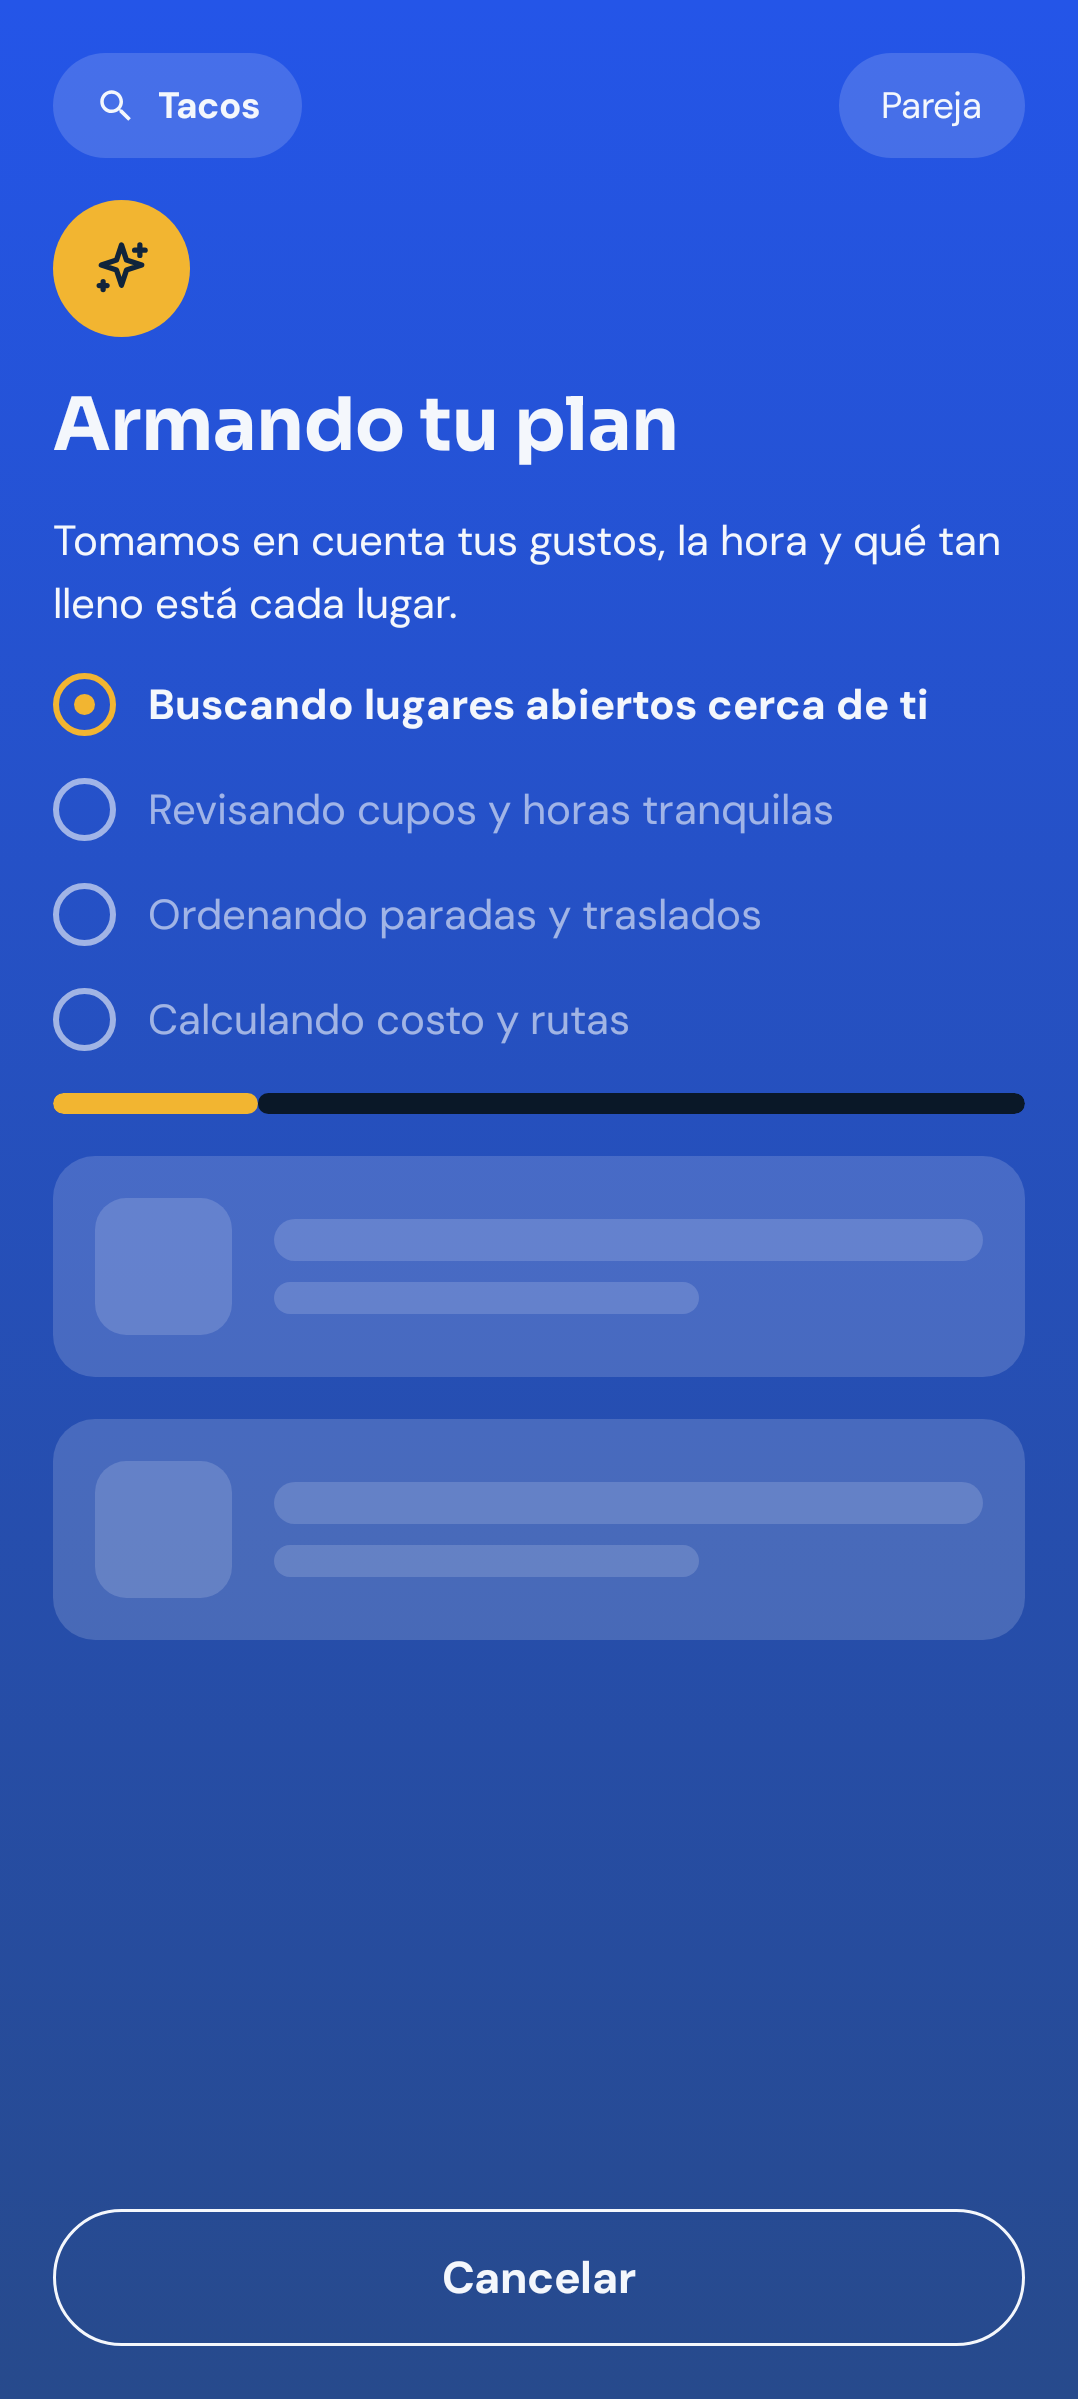 Tacos
Pareja
Armando tu plan
Tomamos en cuenta tus gustos, la hora y qué tan
lleno está cada lugar.
Buscando lugares abiertos cerca de ti
Revisando cupos y horas tranquilas
Ordenando paradas y traslados
Calculando costo y rutas
Cancelar